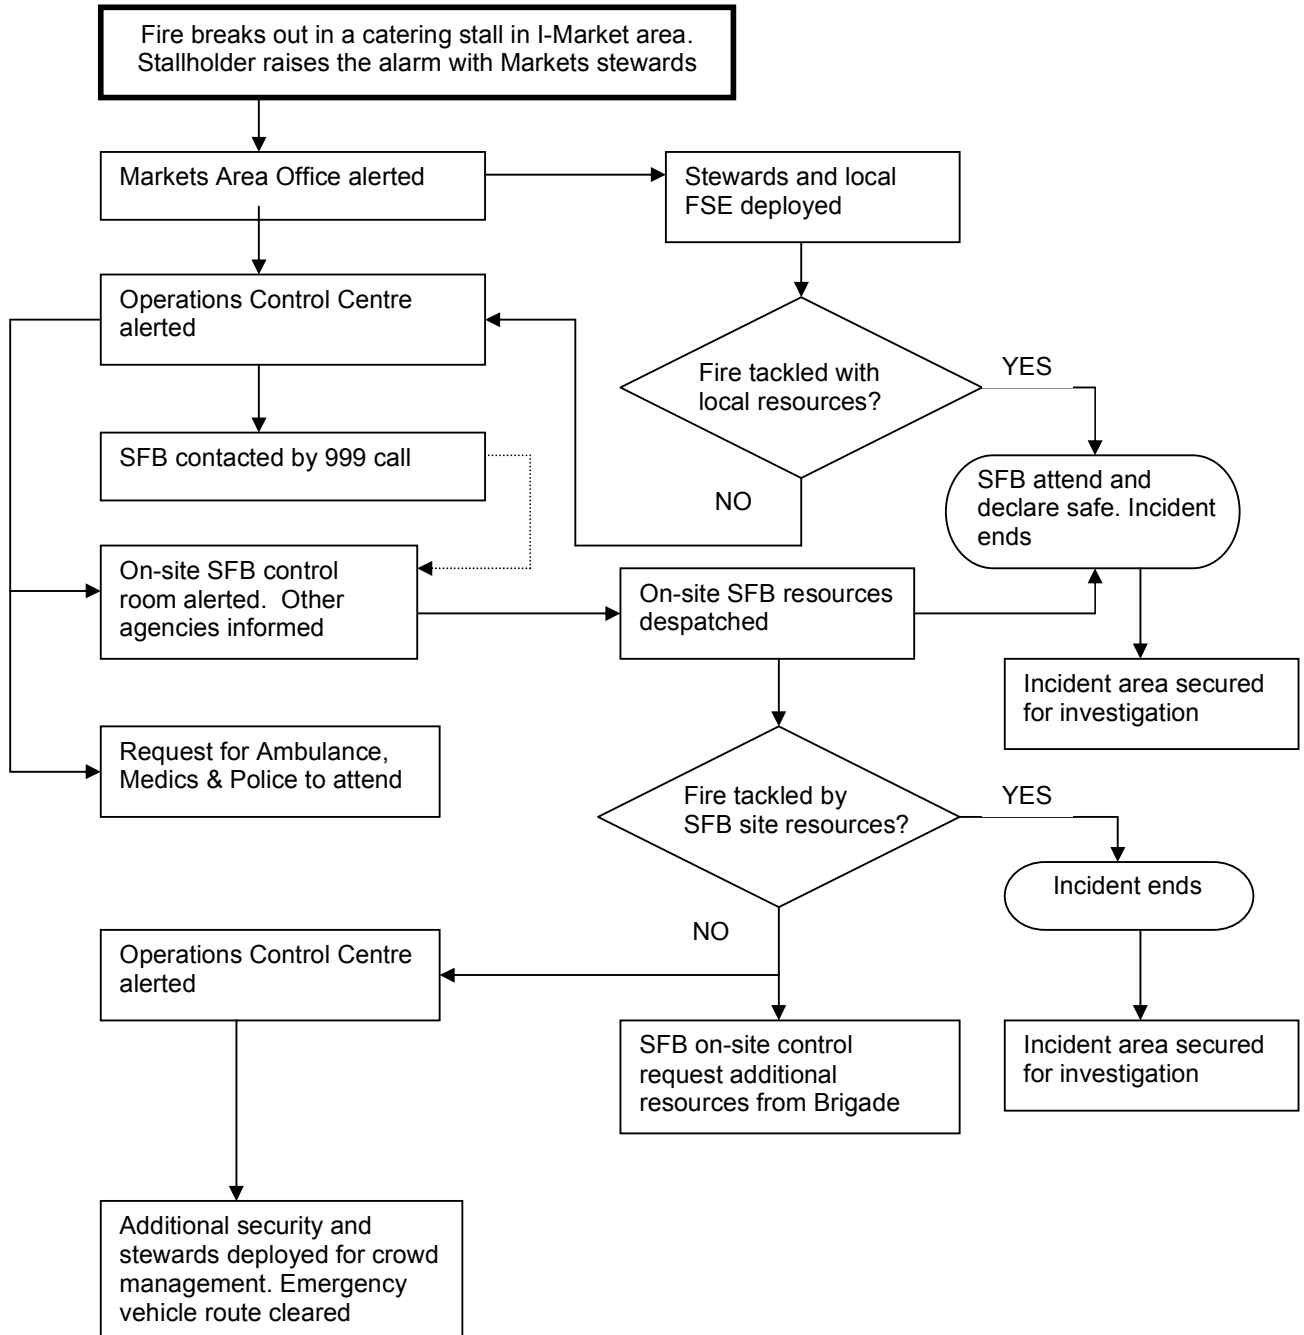 Fire breaks out in a catering stall in I-Market area.
Stallholder raises the alarm with Markets stewards
Markets Area Office alerted
Stewards and local
FSE deployed
Operations Control Centre
alerted
Fire tackled with
local resources?
YES
NO
SFB contacted by 999 call
SFB attend and
declare safe. Incident
ends
On-site SFB control
room alerted.  Other
agencies informed
On-site SFB resources
despatched
Incident area secured
for investigation
Request for Ambulance,
Medics & Police to attend
Fire tackled by
SFB site resources?
YES
Incident ends
NO
Operations Control Centre
alerted
SFB on-site control
request additional
resources from Brigade
Incident area secured
for investigation
Additional security and
stewards deployed for crowd
management. Emergency
vehicle route cleared